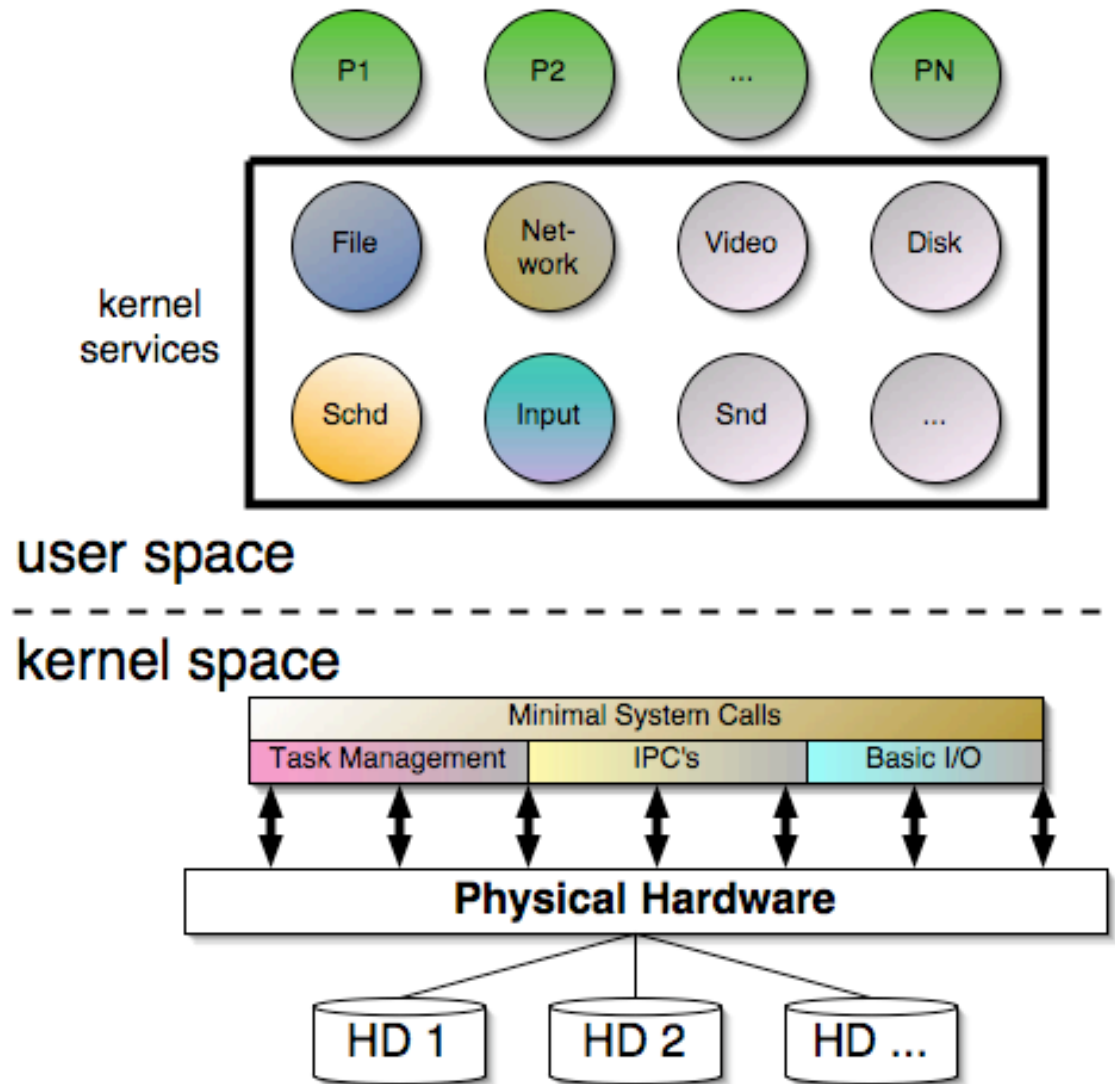 P1
P2
...
PN
File
Net-
work
Video
Disk
kernel
services
Schd
Input
Snd
...
user space
kernel space
Minimal System Calls
Task Management
IPC's
Basic I/O
Physical Hardware
HD 1
HD 2
HD ...